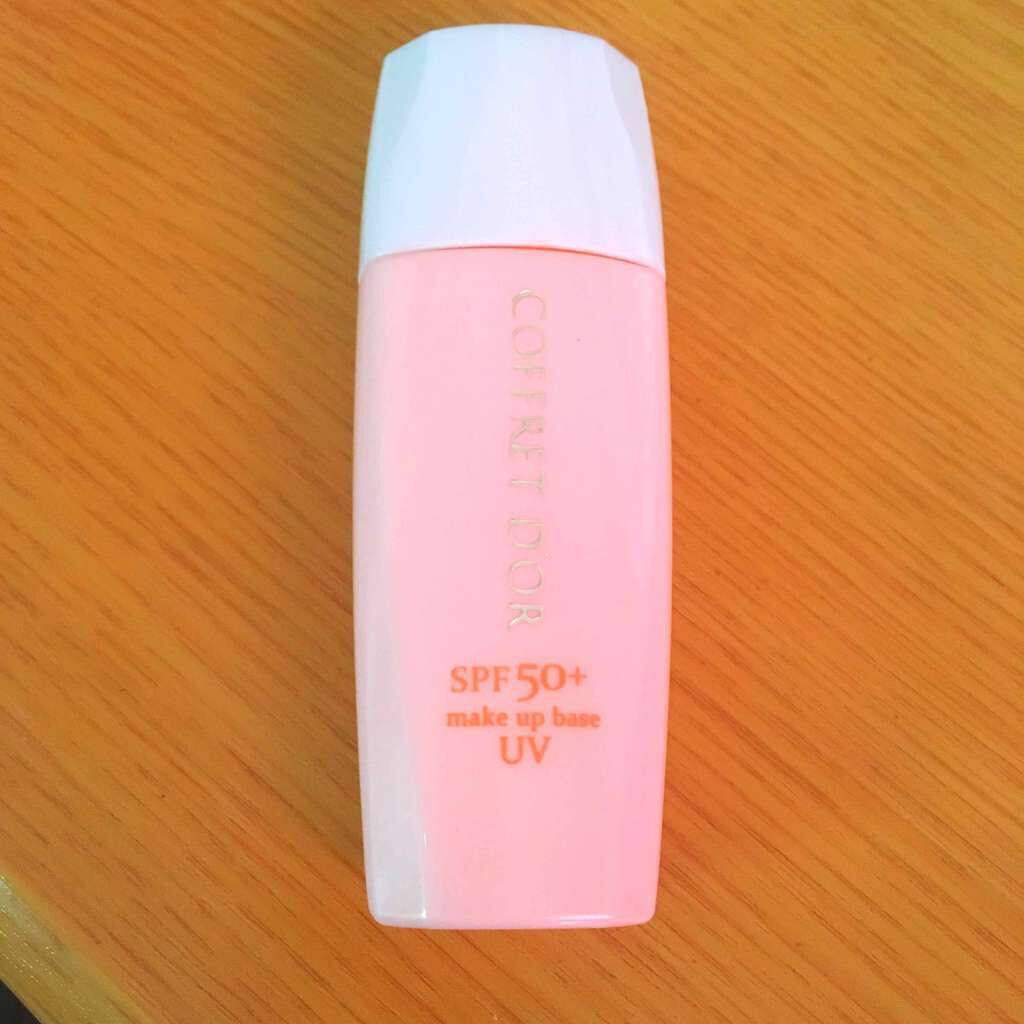 COFFRET D'OR
SPF50+
make up base
UV